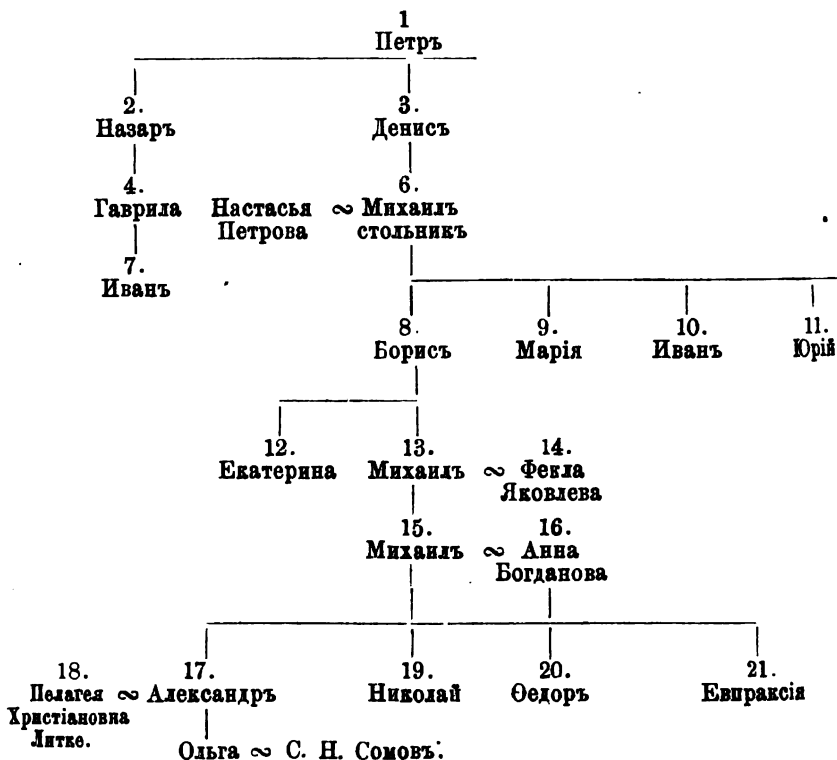 1
Петръ
2. 3.
Назаръ Денисъ
4. 6.
Гаврила Настасья ∾ Михаилъ
Петрова стольникъ
7.
Иванъ
8. 9. 10. 11.
Борисъ Марія Иванъ Юрій
12. 13. 14.
Екатерина Михаилъ ∾ Фекла
Яковлева
15. 16.
Михаилъ ∾ Анна
Богданова
18. 17. 19. 20. 21.
Пелагея ∾ Александръ Николай Ѳедоръ Евпраксія
Христіановна
Литке.
Ольга ∾ С. Н. Сомовъ.